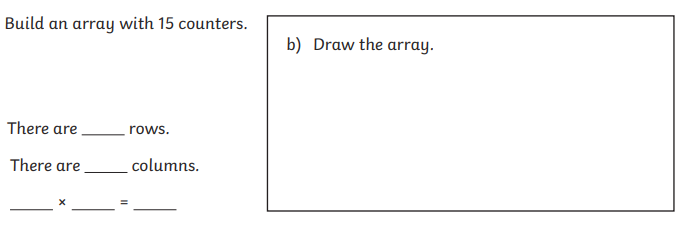 Build an array with 15 counters.
b) Draw the array.
There are _____ rows.
There are _____ columns.
_____ × _____ = _____